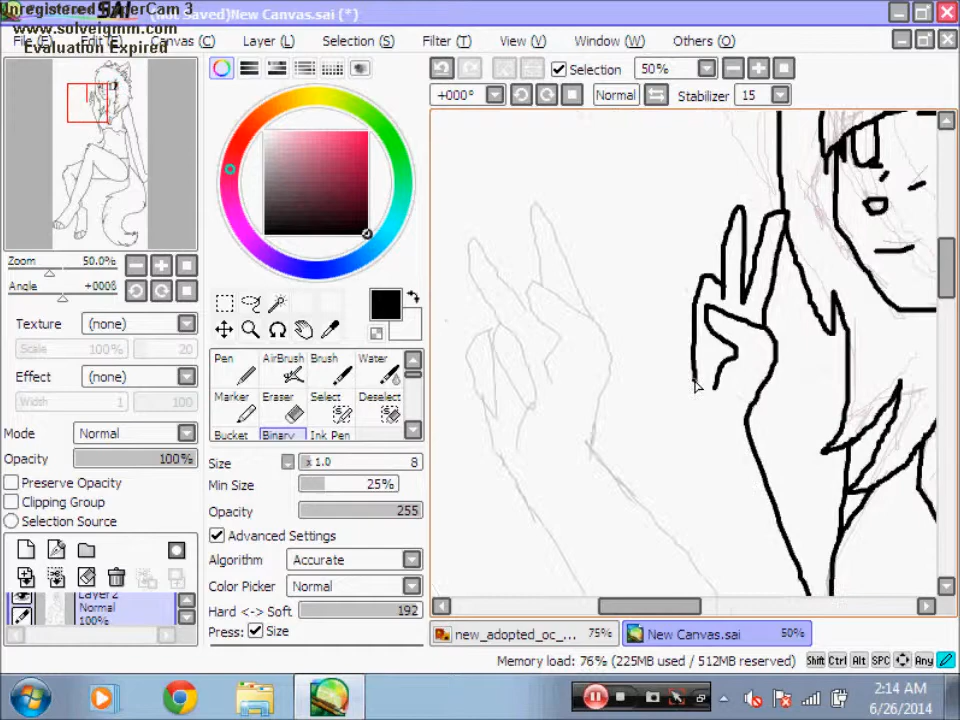 Unregistered HyperCam 3
www.solveigmm.com
Evaluation Expired
SAI
(Not Saved)New Canvas.sai (*)
File (F) Edit (E) Canvas (C) Layer (L) Selection (S) Filter (T) View (V) Window (W) Others (O)
Selection 50%
+000° Normal Stabilizer 15
Zoom 50.0%
Angle +000ß
Texture (none)
Scale 100% 20
Effect (none)
Width 1 100
Mode Normal
Opacity 100%
Preserve Opacity
Clipping Group
Selection Source
Layer2
Normal
100%
Pen AirBrush Brush Water
Marker Eraser Select Deselect
Bucket Binary Ink Pen
Size x 1.0 8
Min Size 25%
Opacity 255
Advanced Settings
Algorithm Accurate
Color Picker Normal
Hard <-> Soft 192
Press: Size
new_adopted_oc_... 75% New Canvas.sai 50%
Memory load: 76% (225MB used / 512MB reserved) Shift Ctrl Alt SPC Any
2:14 AM
6/26/2014